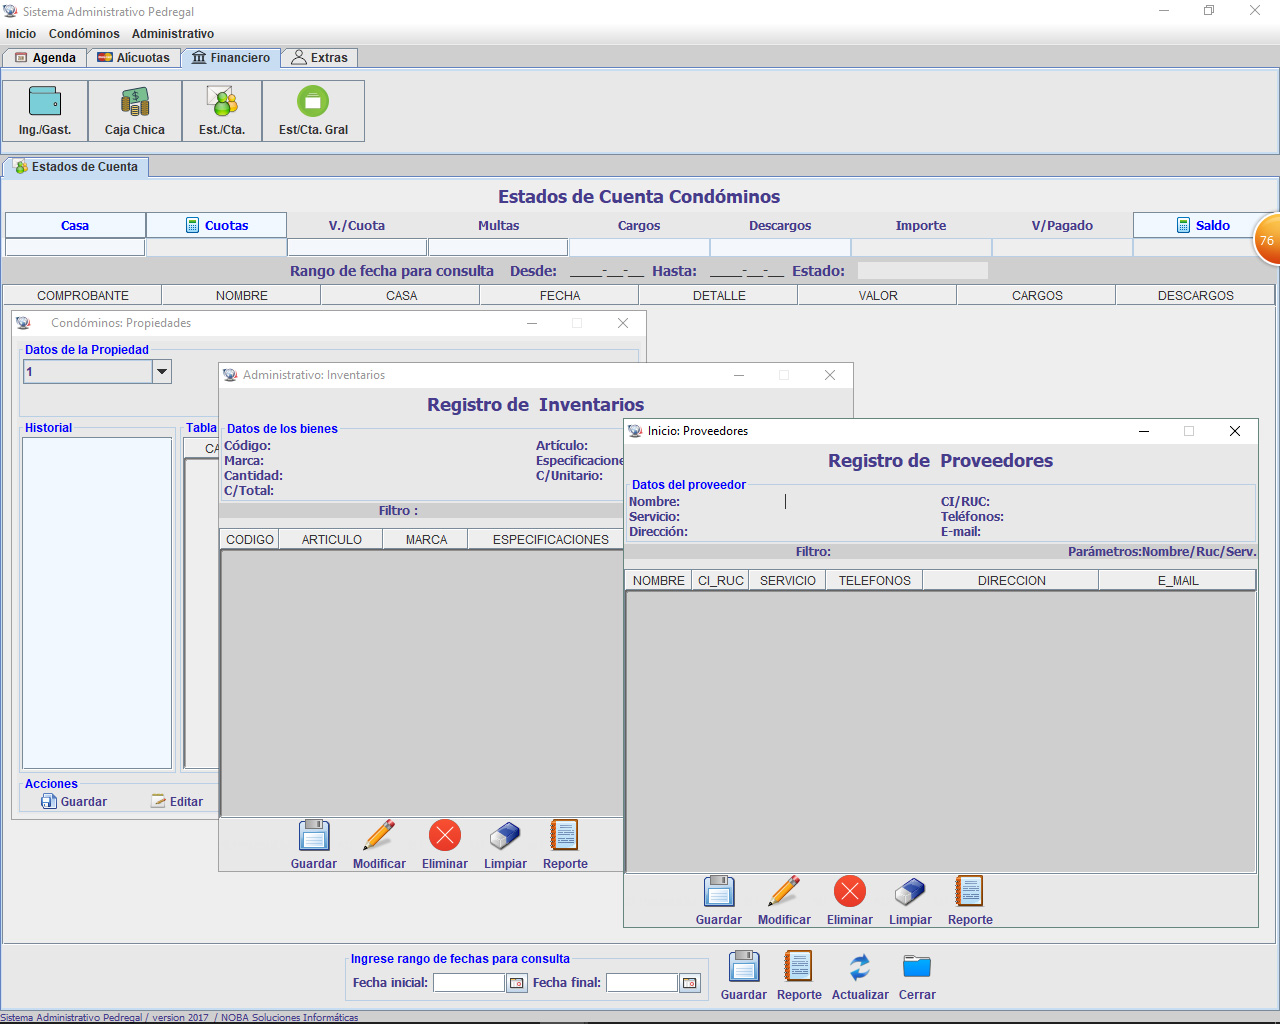 Sistema Administrativo Pedregal
Inicio Condóminos Administrativo
Agenda Alícuotas Financiero Extras
Ing./Gast. Caja Chica Est./Cta. Est/Cta. Gral
Estados de Cuenta
Estados de Cuenta Condóminos
Casa Cuotas V./Cuota Multas Cargos Descargos Importe V/Pagado Saldo
76
Rango de fecha para consulta Desde: ____-__-__ Hasta: ____-__-__ Estado:
COMPROBANTE NOMBRE CASA FECHA DETALLE VALOR CARGOS DESCARGOS
Condóminos: Propiedades
Datos de la Propiedad
1
Historial Tabla
CA
Acciones
Guardar Editar
Administrativo: Inventarios
Registro de Inventarios
Datos de los bienes
Código: Artículo:
Marca: Especificacione
Cantidad: C/Unitario:
C/Total:
Filtro :
CODIGO ARTICULO MARCA ESPECIFICACIONES
Guardar Modificar Eliminar Limpiar Reporte
Inicio: Proveedores
Registro de Proveedores
Datos del proveedor
Nombre: CI/RUC:
Servicio: Teléfonos:
Dirección: E-mail:
Filtro: Parámetros:Nombre/Ruc/Serv.
NOMBRE CI_RUC SERVICIO TELEFONOS DIRECCION E_MAIL
Guardar Modificar Eliminar Limpiar Reporte
Ingrese rango de fechas para consulta
Fecha inicial: Fecha final:
Guardar Reporte Actualizar Cerrar
Sistema Administrativo Pedregal / version 2017 / NOBA Soluciones Informáticas